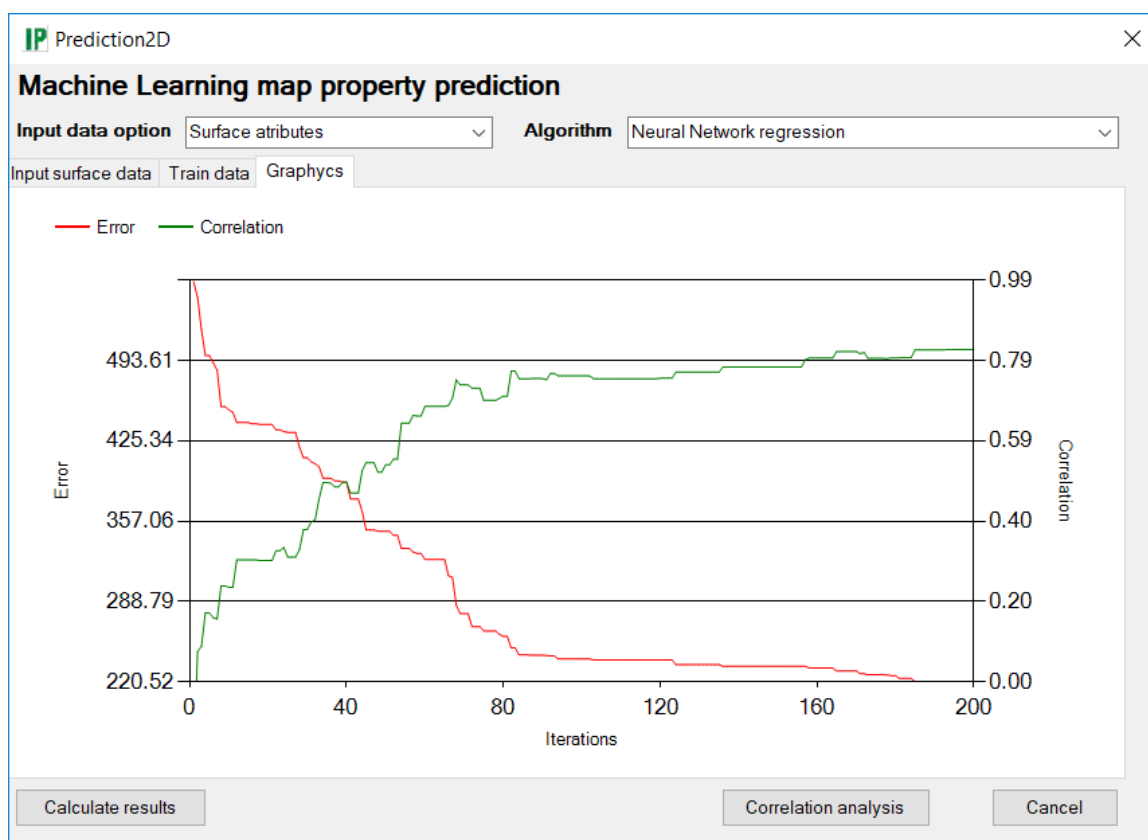 IP Prediction2D
Machine Learning map property prediction
Input data option Surface atributes Algorithm Neural Network regression
Input surface data Train data Graphycs
Error Correlation
0.99
493.61 0.79
425.34 0.59
Error Correlation
357.06 0.40
288.79 0.20
220.52 0.00
0 40 80 120 160 200
Iterations
Calculate results Correlation analysis Cancel